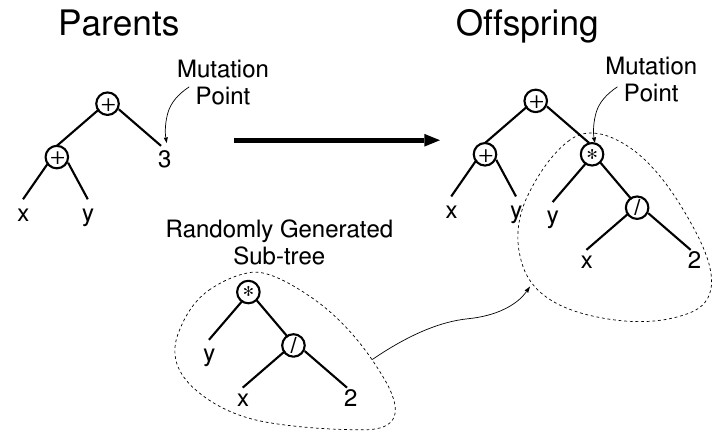 Parents
Offspring
Mutation
Point
Mutation
Point
+
+
+
3
+
*
x
y
x
y
y
/
x
2
Randomly Generated
Sub-tree
*
y
/
x
2